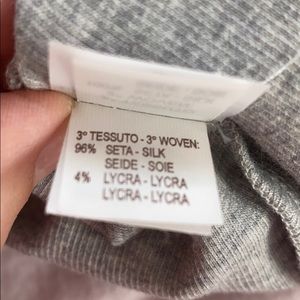 3° TESSUTO - 3° WOVEN:
96% SETA - SILK
SEIDE - SOIE
4% LYCRA - LYCRA
LYCRA - LYCRA